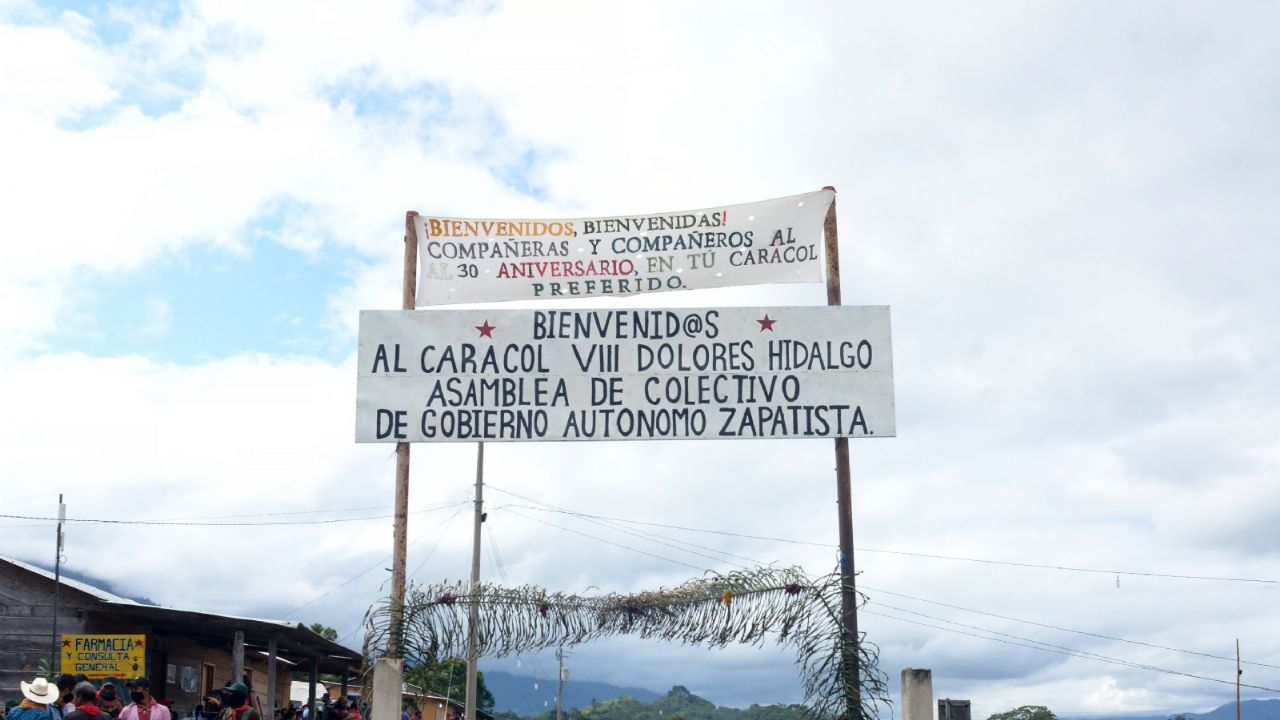 ¡BIENVENIDOS, BIENVENIDAS!
COMPAÑERAS Y COMPAÑEROS AL
AL 30 ANIVERSARIO, EN TÚ CARACOL
PREFERIDO.
BIENVENID@S
AL CARACOL VIII DOLORES HIDALGO
ASAMBLEA DE COLECTIVO
DE GOBIERNO AUTONOMO ZAPATISTA.
FARMACIA
Y CONSULTA
GENERAL